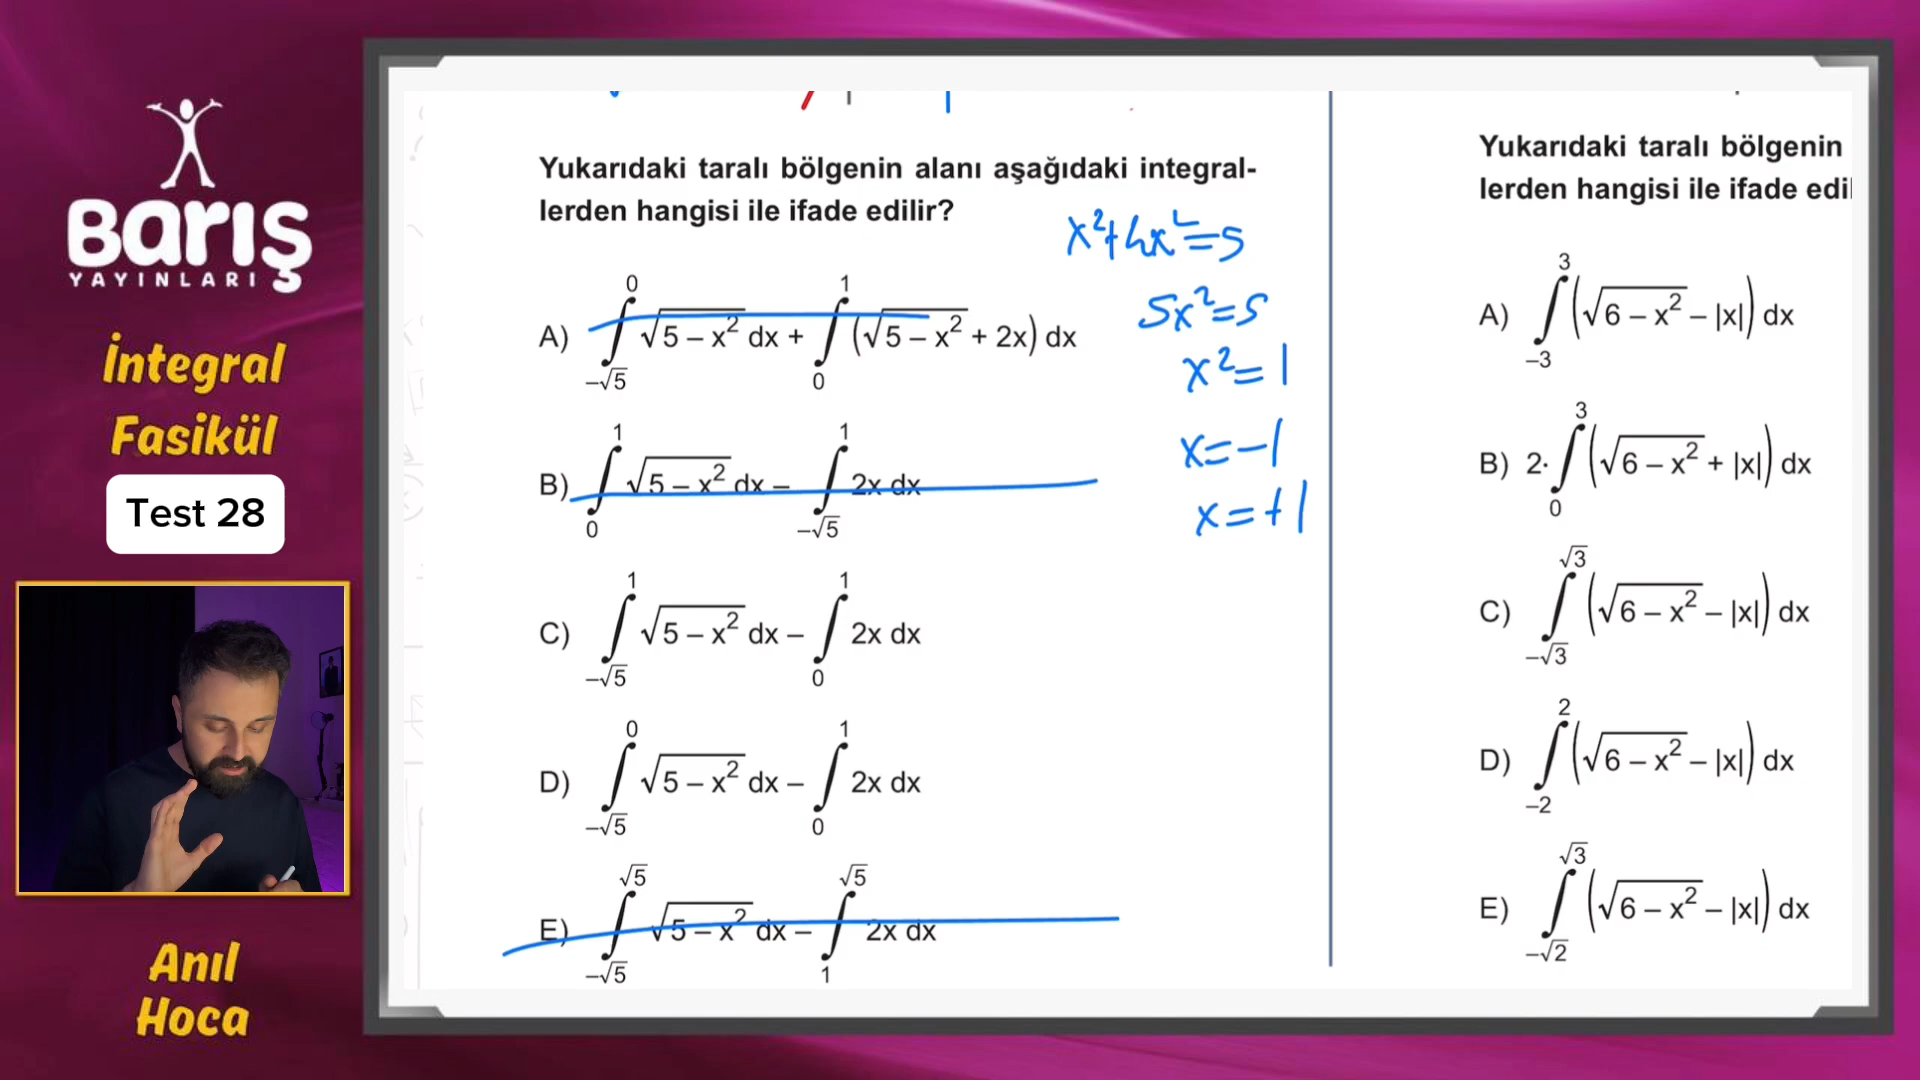 BARIŞ
YAYINLARI
İntegral
Fasikül
Test 28
Anıl
Hoca
Yukarıdaki taralı bölgenin alanı aşağıdaki integral-
lerden hangisi ile ifade edilir?
x²+4x²=5
5x²=5
x²=1
x=-1
x=+1
A) ∫_{-√5}^{0} √(5 – x²) dx + ∫_{0}^{1} (√(5 – x²) + 2x) dx
B) ∫_{0}^{1} √(5 – x²) dx – ∫_{-√5}^{1} 2x dx
C) ∫_{-√5}^{1} √(5 – x²) dx – ∫_{0}^{1} 2x dx
D) ∫_{-√5}^{0} √(5 – x²) dx – ∫_{0}^{1} 2x dx
E) ∫_{-√5}^{√5} √(5 – x²) dx – ∫_{1}^{√5} 2x dx
Yukarıdaki taralı bölgenin
lerden hangisi ile ifade edil
A) ∫_{-3}^{3} (√(6 – x²) – |x|) dx
B) 2· ∫_{0}^{3} (√(6 – x²) + |x|) dx
C) ∫_{-√3}^{√3} (√(6 – x²) – |x|) dx
D) ∫_{-2}^{2} (√(6 – x²) – |x|) dx
E) ∫_{-√2}^{√3} (√(6 – x²) – |x|) dx